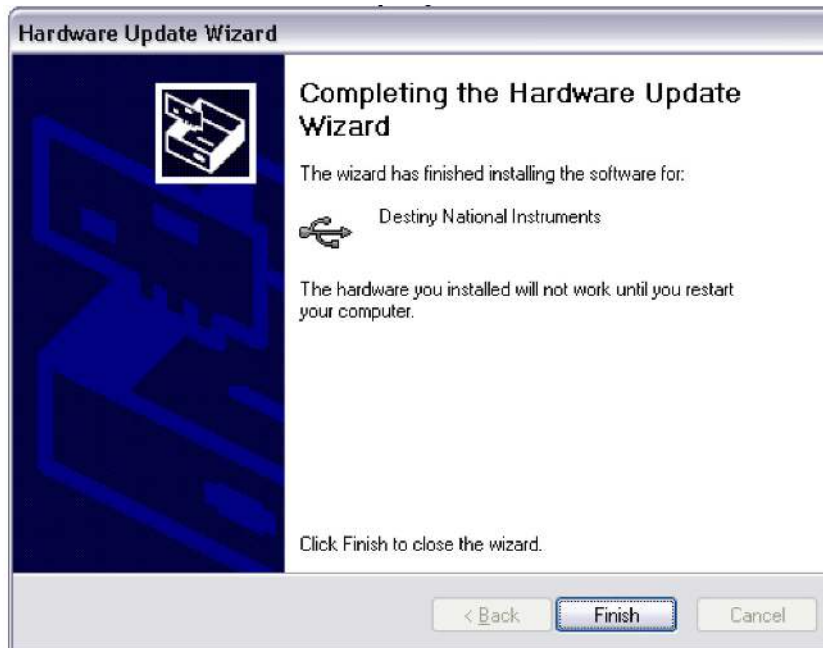 Hardware Update Wizard
Completing the Hardware Update
Wizard
The wizard has finished installing the software for:
Destiny National Instruments
The hardware you installed will not work until you restart
your computer.
Click Finish to close the wizard.
< Back
Finish
Cancel